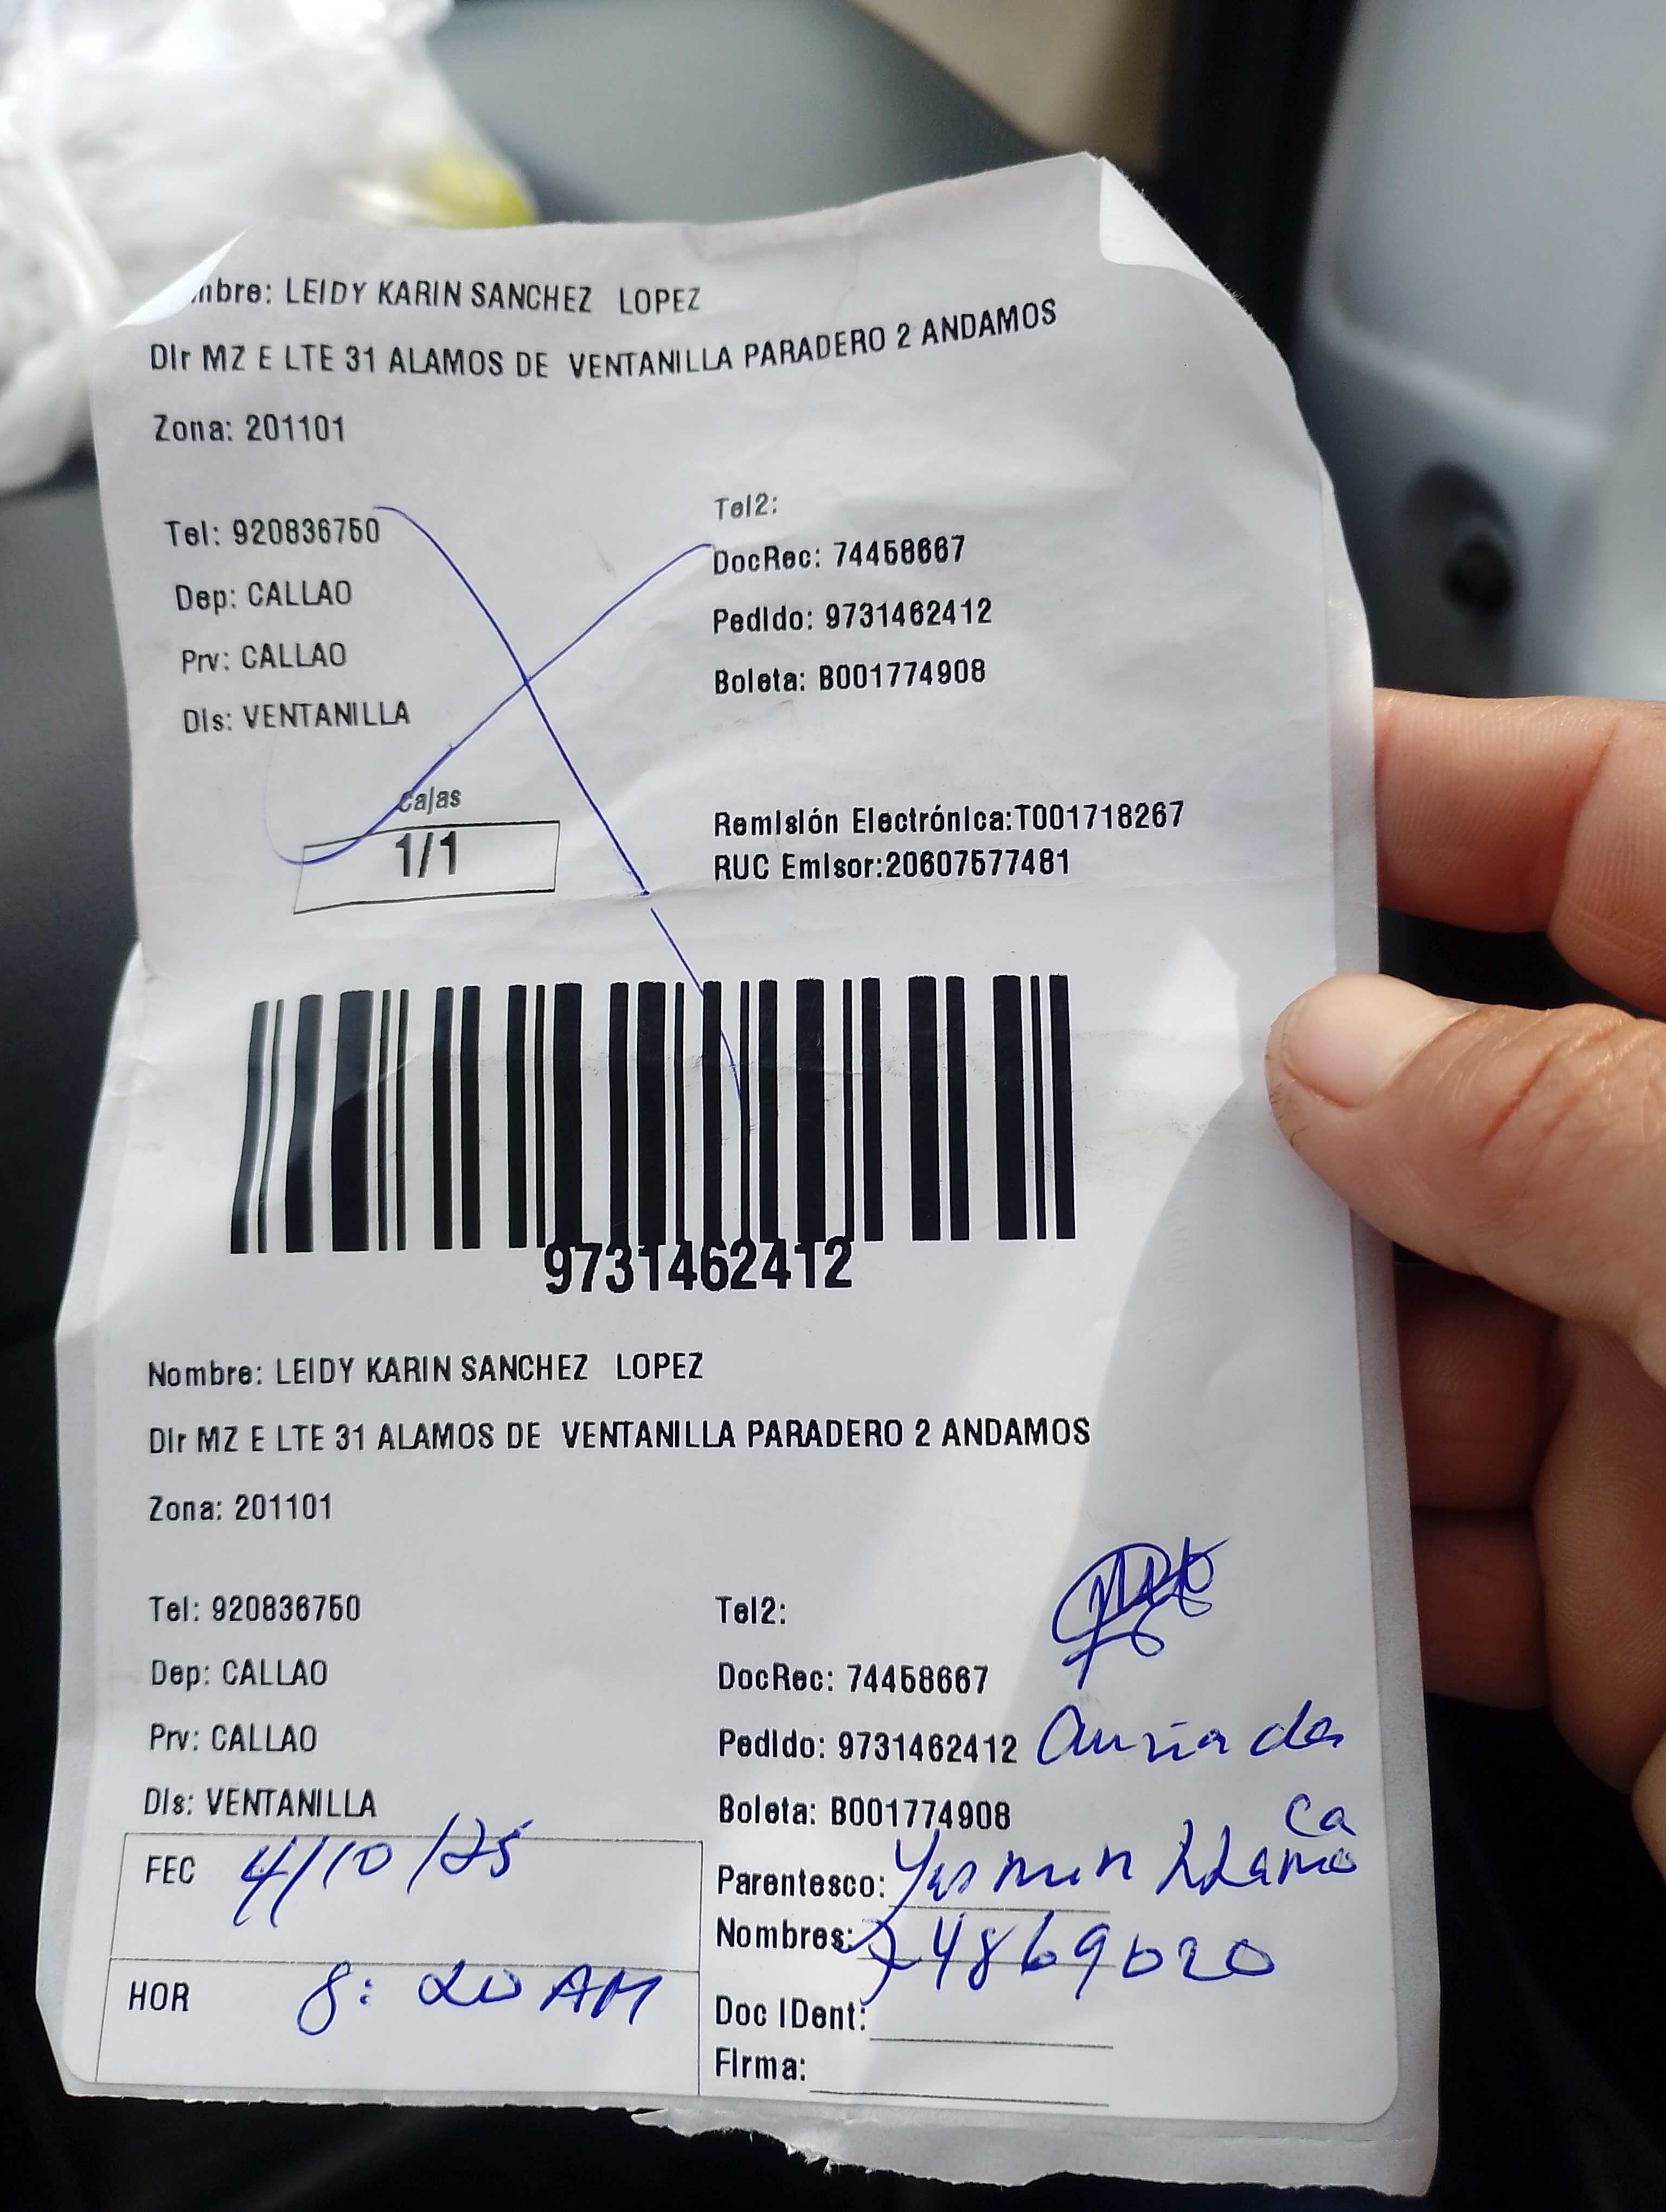 mbre: LEIDY KARIN SANCHEZ LOPEZ
Dir MZ E LTE 31 ALAMOS DE VENTANILLA PARADERO 2 ANDAMOS
Zona: 201101
Tel: 920836750
Tel2:
DocRec: 74458667
Dep: CALLAO
Pedido: 9731462412
Prv: CALLAO
Boleta: B001774908
Dis: VENTANILLA
Cajas
1/1
Remisión Electrónica:T001718267
RUC Emisor:20607577481
9731462412
Nombre: LEIDY KARIN SANCHEZ LOPEZ
Dir MZ E LTE 31 ALAMOS DE VENTANILLA PARADERO 2 ANDAMOS
Zona: 201101
Tel: 920836750
Tel2:
Dep: CALLAO
DocRec: 74458667
Prv: CALLAO
Pedido: 9731462412
Dis: VENTANILLA
Boleta: B001774908
ca
FEC 4/10/25
Parentesco: Yasmin LLamo
Nombres: 74869020
HOR 8:20 AM
Doc IDent:
Firma: